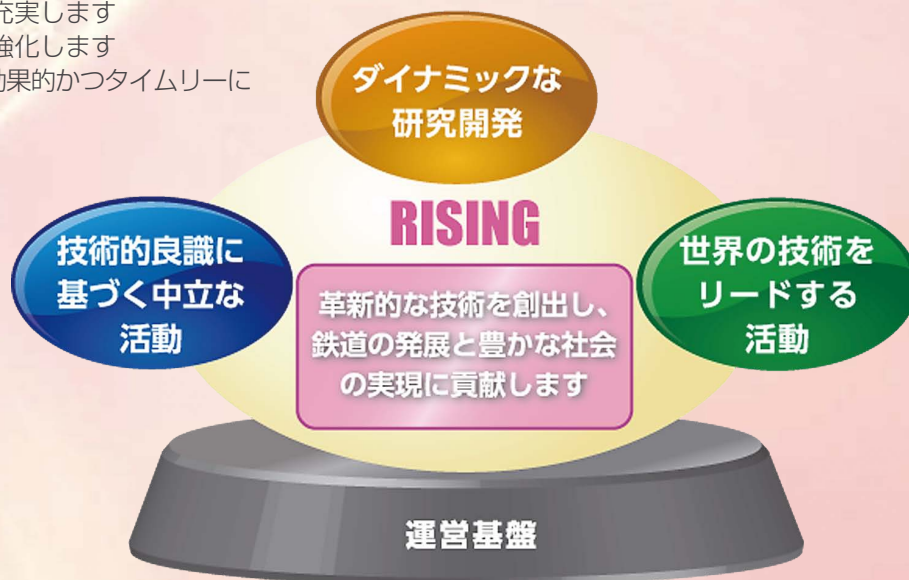 充実します
強化します
効果的かつタイムリーに
ダイナミックな
研究開発
RISING
技術的良識に
基づく中立な
活動
革新的な技術を創出し、
鉄道の発展と豊かな社会
の実現に貢献します
世界の技術を
リードする
活動
運営基盤